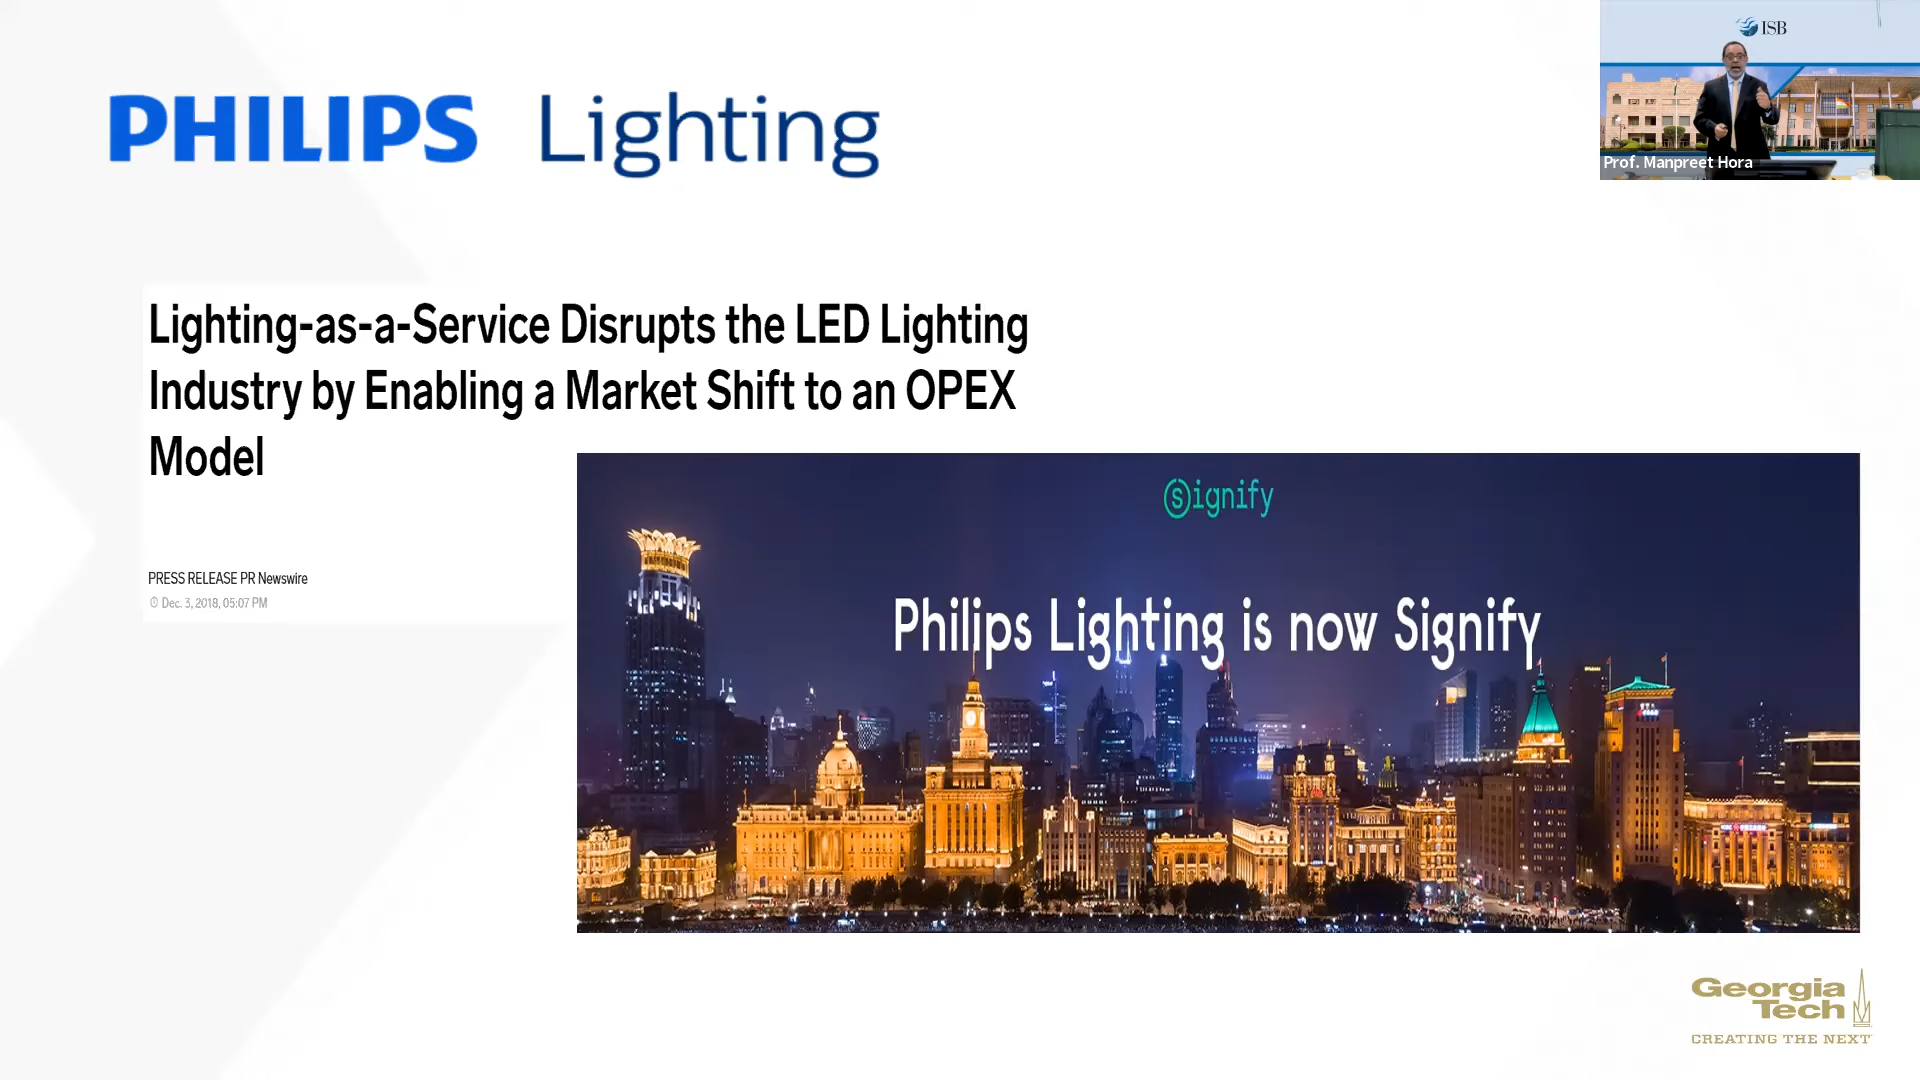 PHILIPS Lighting
ISB
Prof. Manpreet Hora
Lighting-as-a-Service Disrupts the LED Lighting
Industry by Enabling a Market Shift to an OPEX
Model
PRESS RELEASE PR Newswire
Dec. 3, 2018, 05:07 PM
Signify
Philips Lighting is now Signify
Georgia
Tech
CREATING THE NEXT